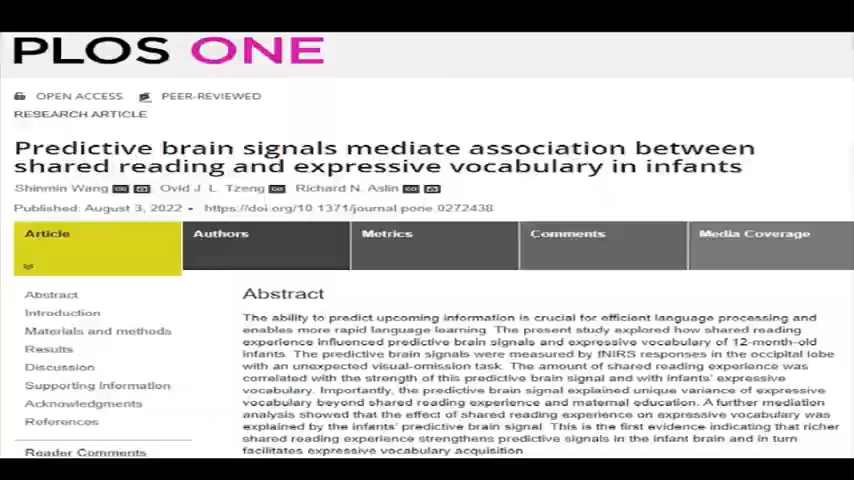 PLOS ONE
OPEN ACCESS PEER-REVIEWED
RESEARCH ARTICLE
Predictive brain signals mediate association between
shared reading and expressive vocabulary in infants
Shinmin Wang Ovid J. L. Tzeng Richard N. Aslin
Published: August 3, 2022 • https://doi.org/10.1371/journal.pone.0272438
Article Authors Metrics Comments Media Coverage
Abstract
Introduction
Materials and methods
Results
Discussion
Supporting Information
Acknowledgments
References
Reader Comments
Abstract
The ability to predict upcoming information is crucial for efficient language processing and
enables more rapid language learning. The present study explored how shared reading
experience influenced predictive brain signals and expressive vocabulary of 12-month-old
infants. The predictive brain signals were measured by fNIRS responses in the occipital lobe
with an unexpected visual-omission task. The amount of shared reading experience was
correlated with the strength of this predictive brain signal and with infants' expressive
vocabulary. Importantly, the predictive brain signal explained unique variance of expressive
vocabulary beyond shared reading experience and maternal education. A further mediation
analysis showed that the effect of shared reading experience on expressive vocabulary was
explained by the infants' predictive brain signal. This is the first evidence indicating that richer
shared reading experience strengthens predictive signals in the infant brain and in turn
facilitates expressive vocabulary acquisition.